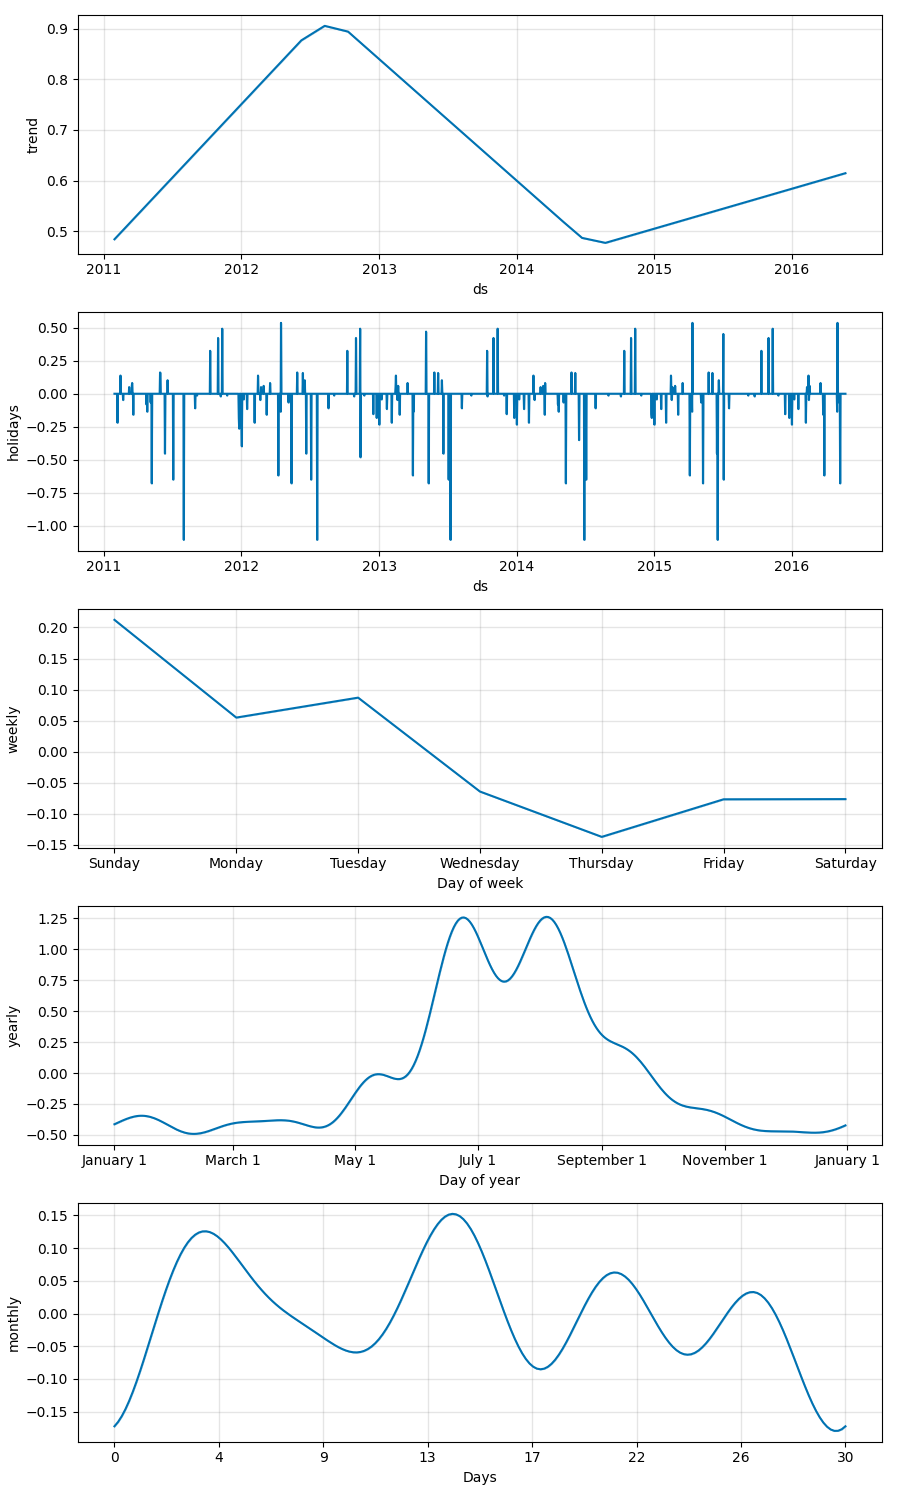 0.9
0.8
0.7
0.6
0.5
trend
2011 2012 2013 2014 2015 2016
ds
0.50
0.25
0.00
−0.25
−0.50
−0.75
−1.00
holidays
2011 2012 2013 2014 2015 2016
ds
0.20
0.15
0.10
0.05
0.00
−0.05
−0.10
−0.15
weekly
Sunday Monday Tuesday Wednesday Thursday Friday Saturday
Day of week
1.25
1.00
0.75
0.50
0.25
0.00
−0.25
−0.50
yearly
January 1 March 1 May 1 July 1 September 1 November 1 January 1
Day of year
0.15
0.10
0.05
0.00
−0.05
−0.10
−0.15
monthly
0 4 9 13 17 22 26 30
Days